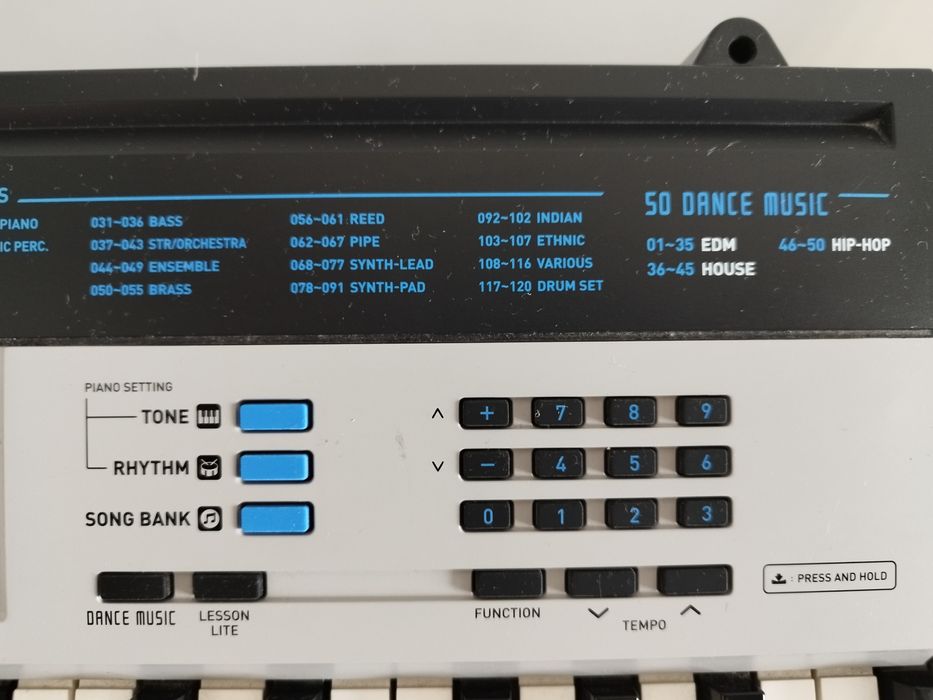 S
50 DANCE MUSIC
PIANO
IC PERC.
031~036 BASS
037~043 STR/ORCHESTRA
044~049 ENSEMBLE
050~055 BRASS
056~061 REED
062~067 PIPE
068~077 SYNTH-LEAD
078~091 SYNTH-PAD
092~102 INDIAN
103~107 ETHNIC
108~116 VARIOUS
117~120 DRUM SET
01~35 EDM
36~45 HOUSE
46~50 HIP-HOP
PIANO SETTING
TONE
RHYTHM
SONG BANK
+ 7 8 9
- 4 5 6
0 1 2 3
DANCE MUSIC
LESSON
LITE
FUNCTION
TEMPO
: PRESS AND HOLD